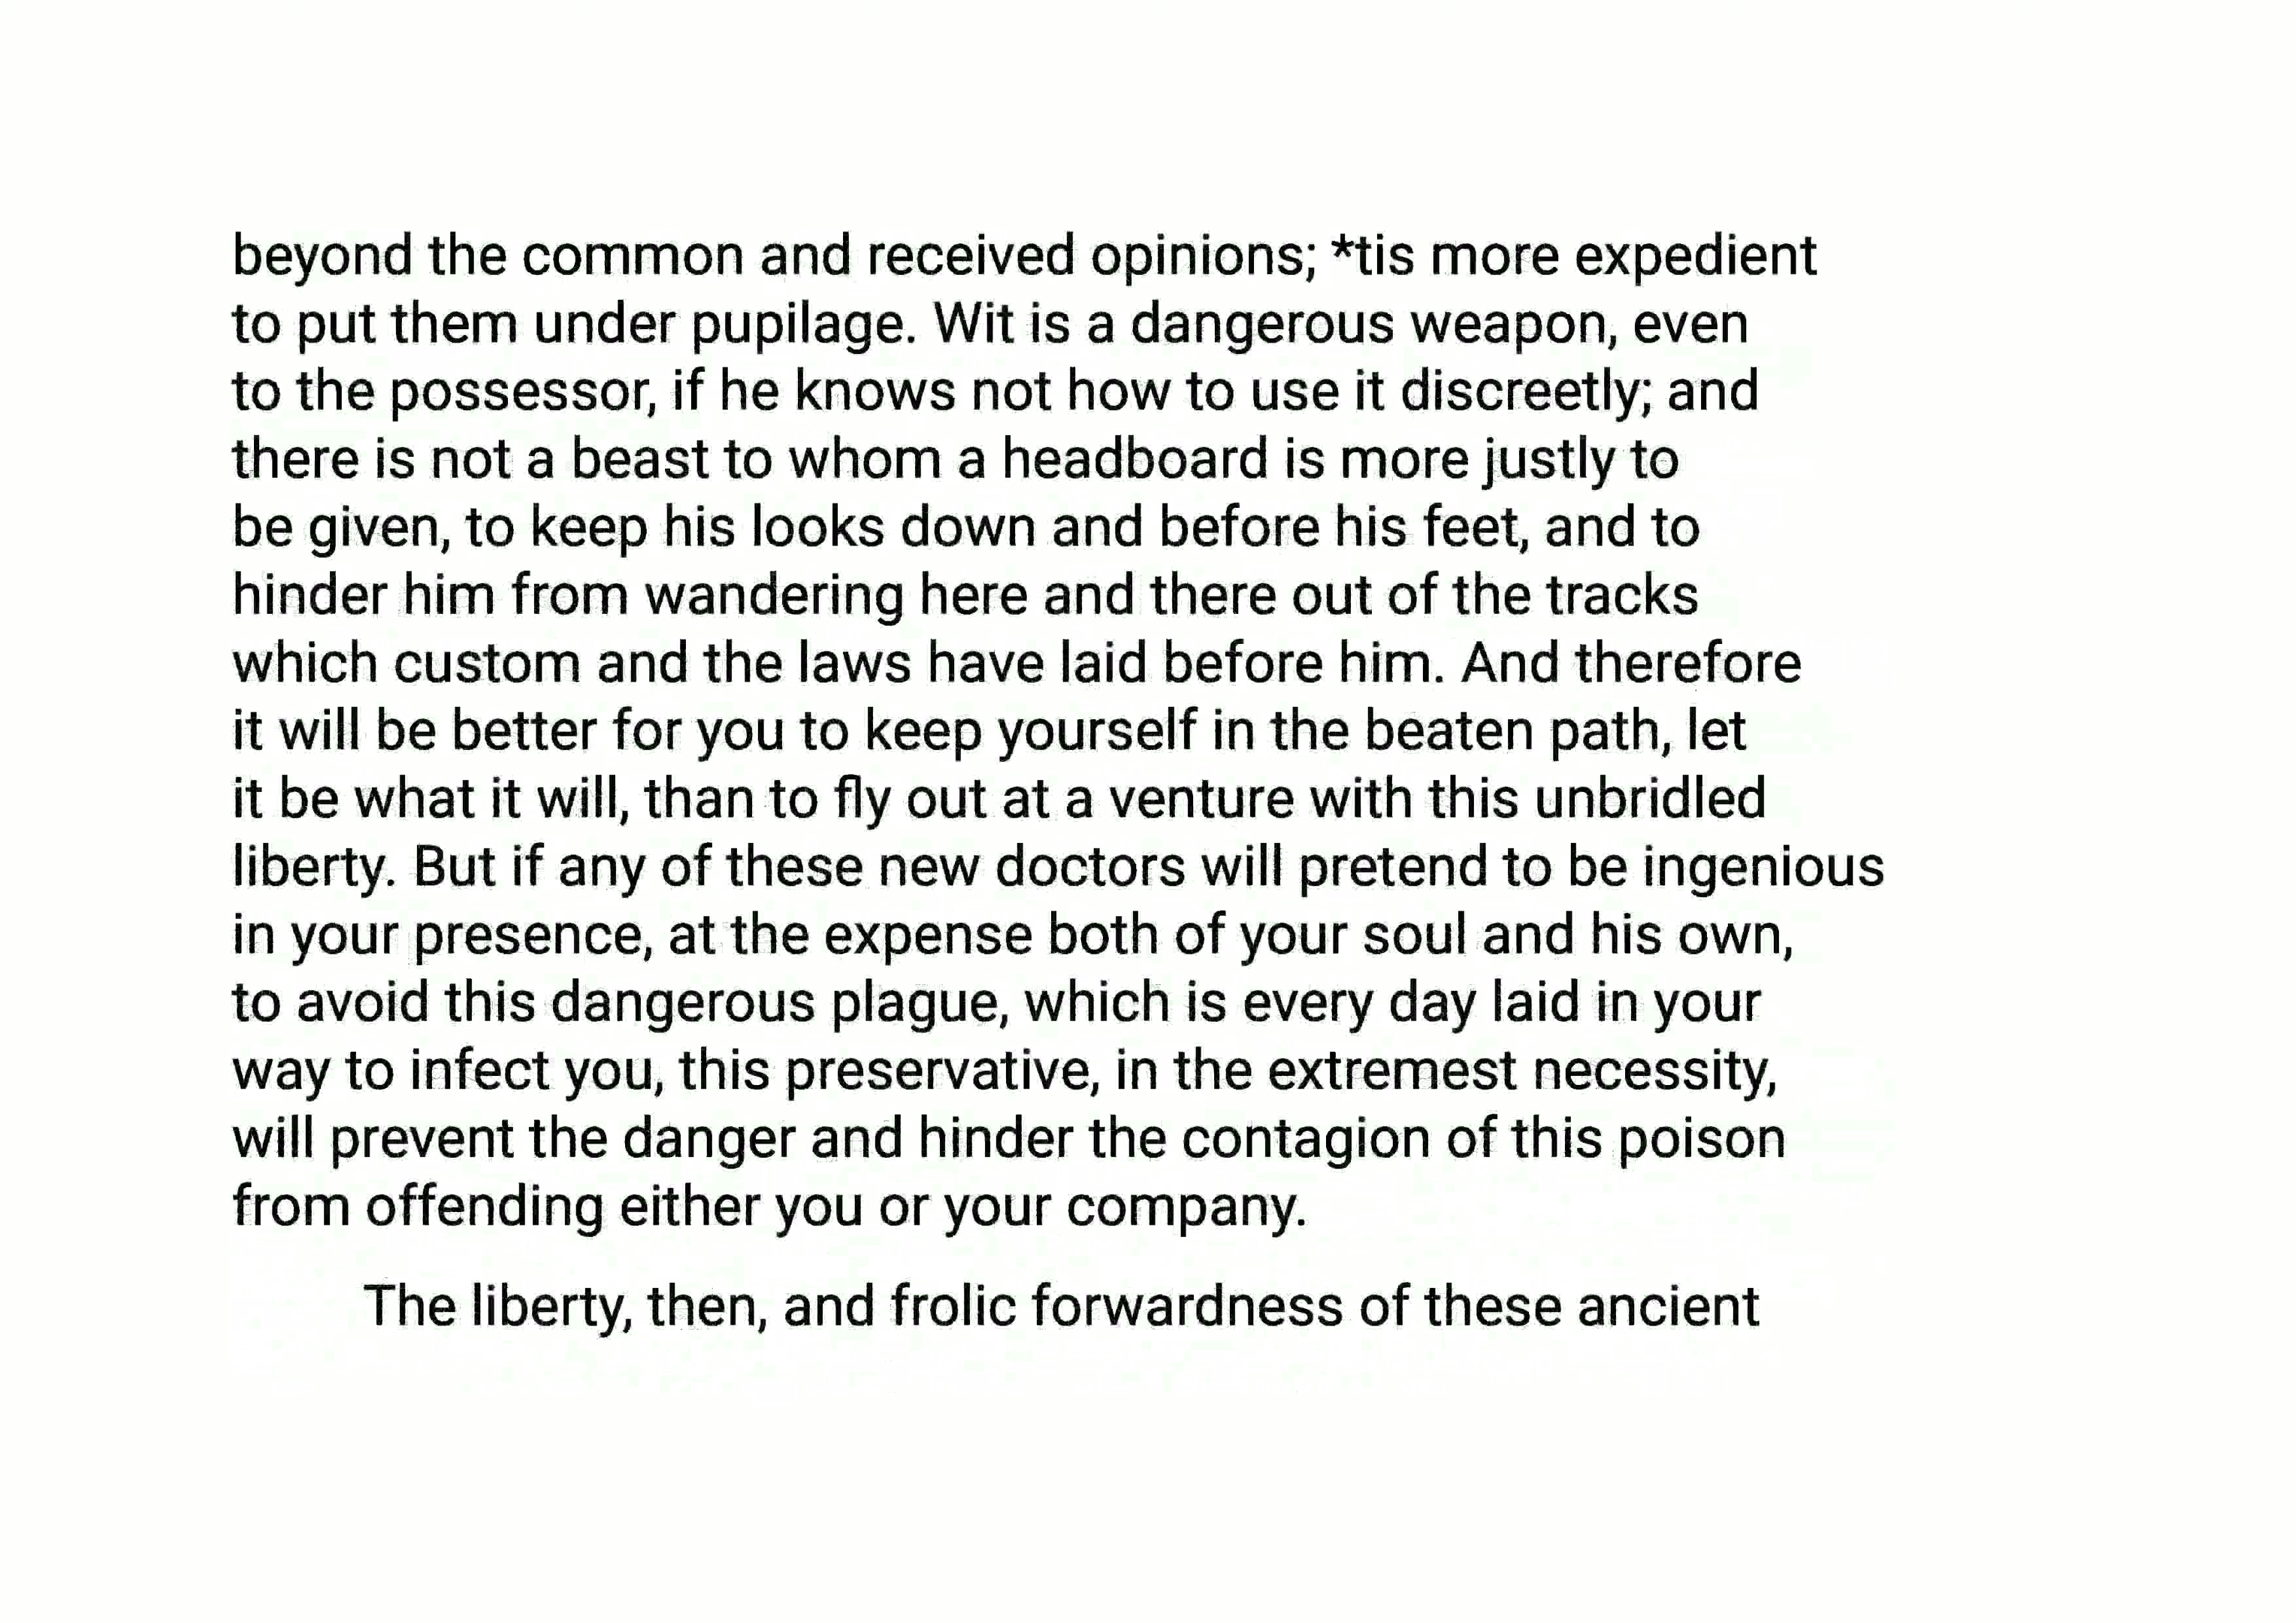 beyond the common and received opinions; *tis more expedient
to put them under pupilage. Wit is a dangerous weapon, even
to the possessor, if he knows not how to use it discreetly; and
there is not a beast to whom a headboard is more justly to
be given, to keep his looks down and before his feet, and to
hinder him from wandering here and there out of the tracks
which custom and the laws have laid before him. And therefore
it will be better for you to keep yourself in the beaten path, let
it be what it will, than to fly out at a venture with this unbridled
liberty. But if any of these new doctors will pretend to be ingenious
in your presence, at the expense both of your soul and his own,
to avoid this dangerous plague, which is every day laid in your
way to infect you, this preservative, in the extremest necessity,
will prevent the danger and hinder the contagion of this poison
from offending either you or your company.
The liberty, then, and frolic forwardness of these ancient